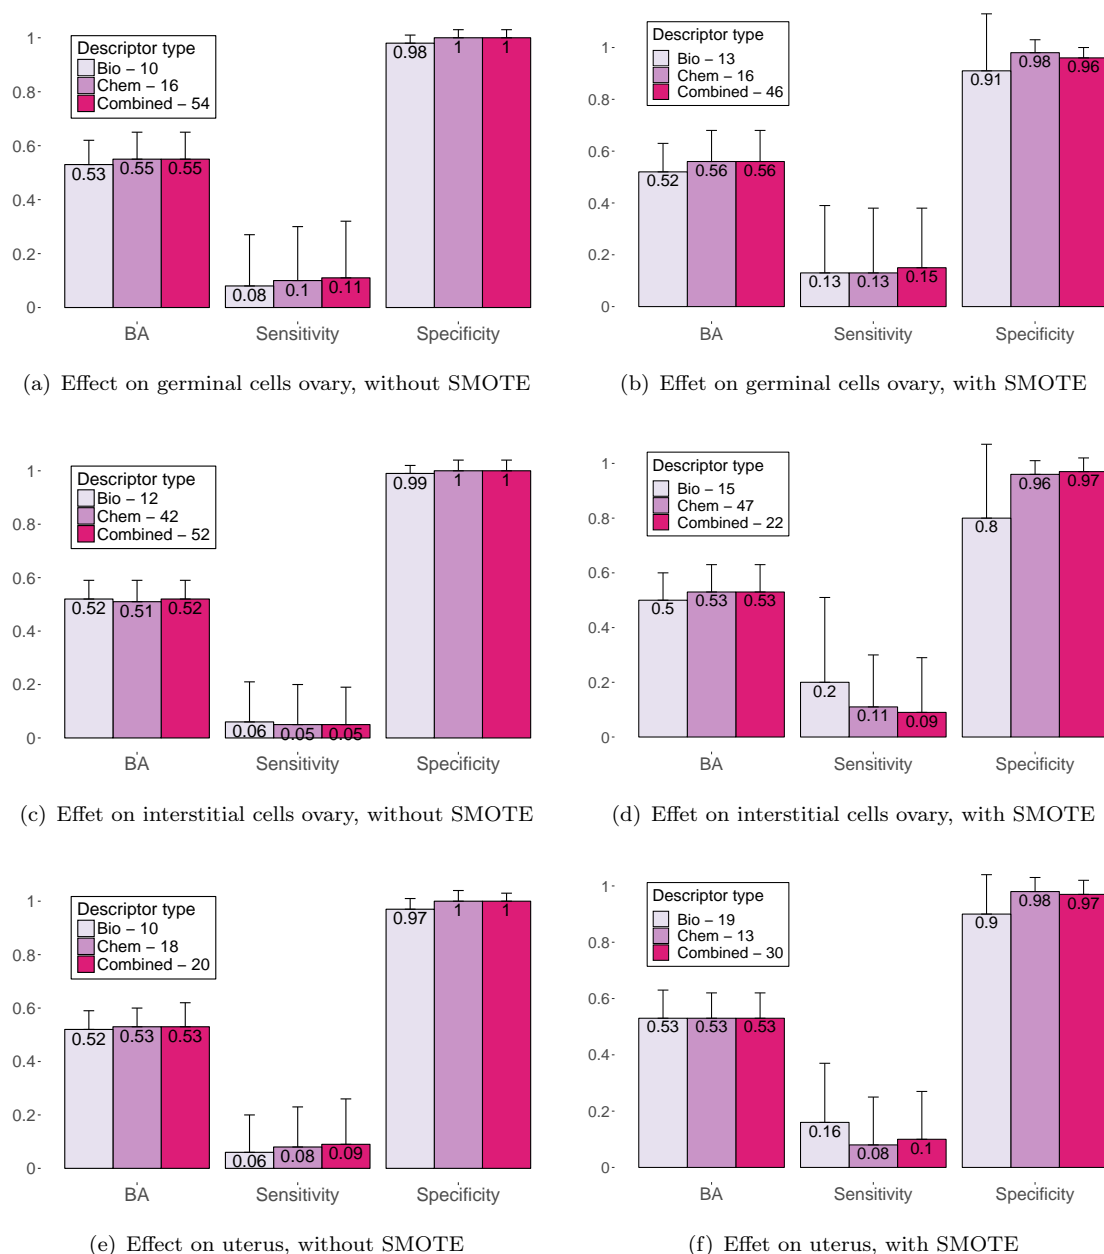 Descriptor type
Bio − 10
Chem − 16
Combined − 54
1
0.8
0.6
0.4
0.2
0
0.53
0.55
0.55
0.08
0.1
0.11
0.98
1
1
BA
Sensitivity
Specificity
(a) Effect on germinal cells ovary, without SMOTE
Descriptor type
Bio − 13
Chem − 16
Combined − 46
1
0.8
0.6
0.4
0.2
0
0.52
0.56
0.56
0.13
0.13
0.15
0.91
0.98
0.96
BA
Sensitivity
Specificity
(b) Effet on germinal cells ovary, with SMOTE
Descriptor type
Bio − 12
Chem − 42
Combined − 52
1
0.8
0.6
0.4
0.2
0
0.52
0.51
0.52
0.06
0.05
0.05
0.99
1
1
BA
Sensitivity
Specificity
(c) Effet on interstitial cells ovary, without SMOTE
Descriptor type
Bio − 15
Chem − 47
Combined − 22
1
0.8
0.6
0.4
0.2
0
0.5
0.53
0.53
0.2
0.11
0.09
0.8
0.96
0.97
BA
Sensitivity
Specificity
(d) Effet on interstitial cells ovary, with SMOTE
Descriptor type
Bio − 10
Chem − 18
Combined − 20
1
0.8
0.6
0.4
0.2
0
0.52
0.53
0.53
0.06
0.08
0.09
0.97
1
1
BA
Sensitivity
Specificity
(e) Effect on uterus, without SMOTE
Descriptor type
Bio − 19
Chem − 13
Combined − 30
1
0.8
0.6
0.4
0.2
0
0.53
0.53
0.53
0.16
0.08
0.1
0.9
0.98
0.97
BA
Sensitivity
Specificity
(f) Effet on uterus, with SMOTE